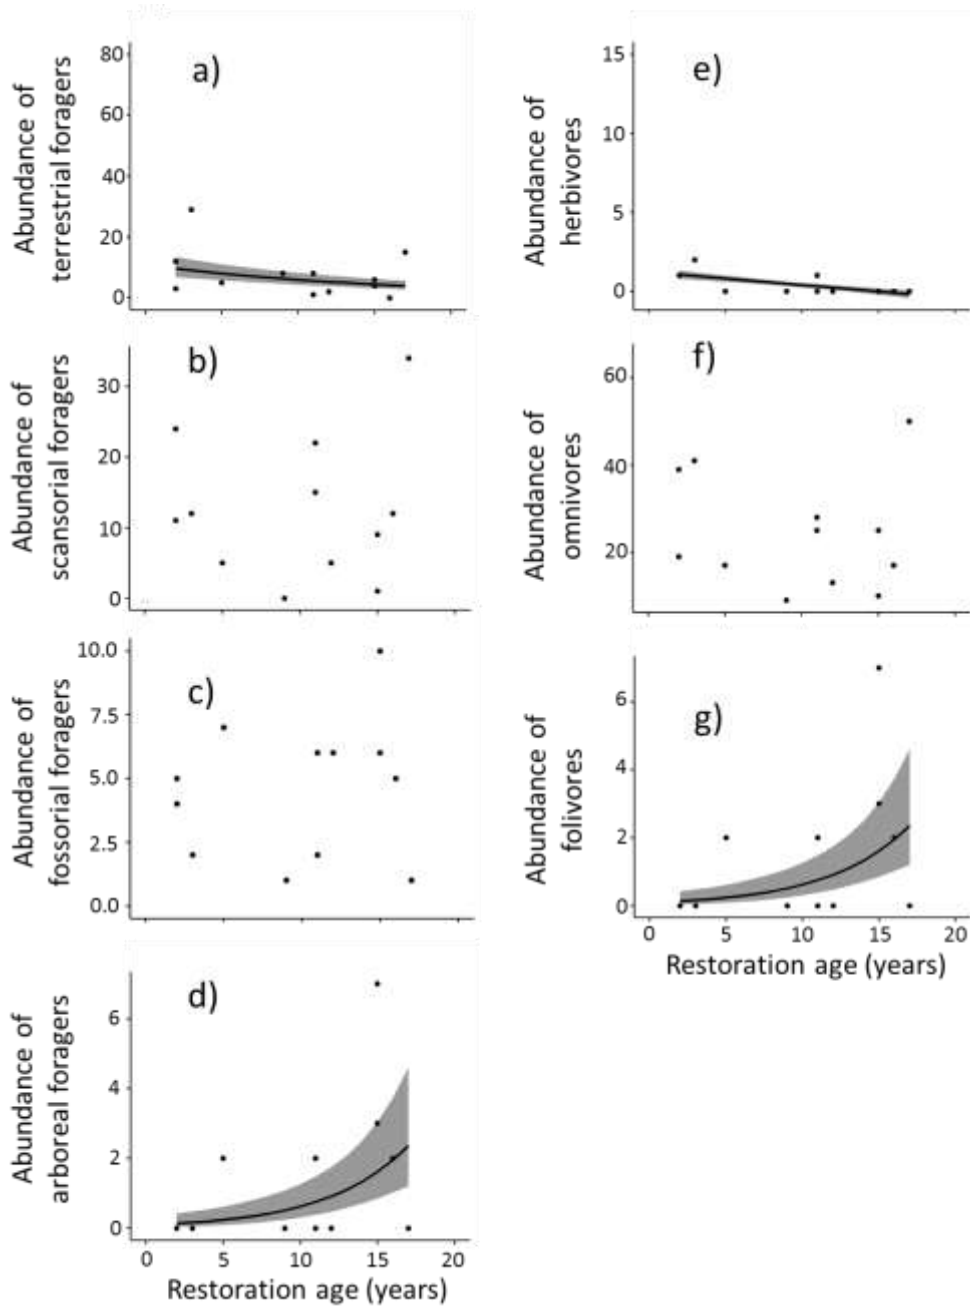 a)
Abundance of
terrestrial foragers
80
60
40
20
0
b)
Abundance of
scansorial foragers
30
20
10
0
c)
Abundance of
fossorial foragers
10.0
7.5
5.0
2.5
0.0
d)
Abundance of
arboreal foragers
6
4
2
0
0 5 10 15 20
Restoration age (years)
e)
Abundance of
herbivores
15
10
5
0
f)
Abundance of
omnivores
60
40
20
g)
Abundance of
folivores
6
4
2
0
0 5 10 15 20
Restoration age (years)